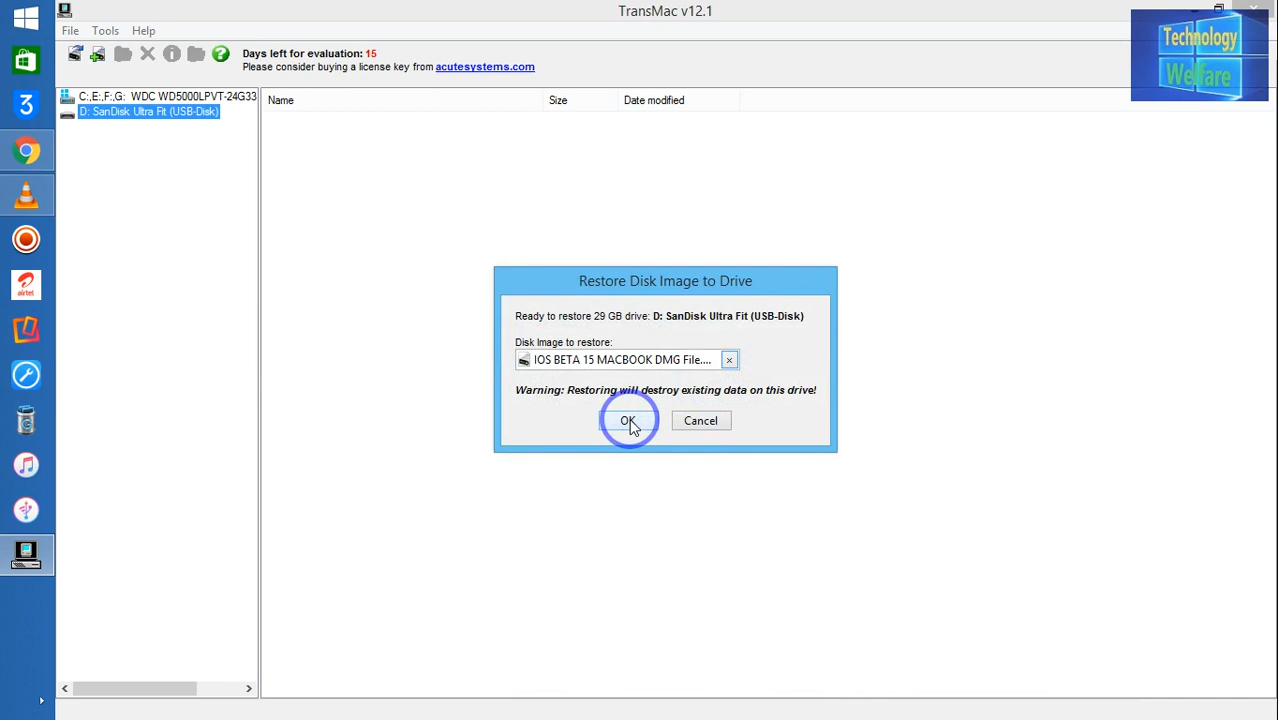 TransMac v12.1
Technology
Welfare
File Tools Help
Days left for evaluation: 15
Please consider buying a license key from acutesystems.com
C:,E:,F:,G: WDC WD5000LPVT-24G33
D: SanDisk Ultra Fit (USB-Disk)
Name Size Date modified
3
airtel
Restore Disk Image to Drive
Ready to restore 29 GB drive: D: SanDisk Ultra Fit (USB-Disk)
Disk Image to restore:
IOS BETA 15 MACBOOK DMG File....
Warning: Restoring will destroy existing data on this drive!
OK Cancel